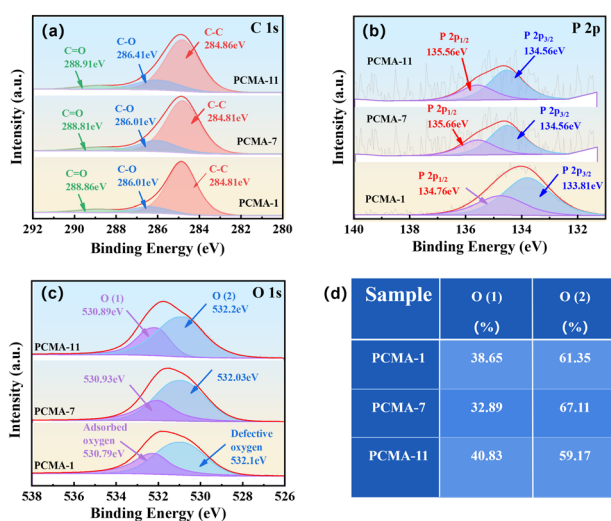 (a)
C 1s
C=O
288.91eV
C-O
286.41eV
C-C
284.86eV
PCMA-11
C=O
288.81eV
C-O
286.01eV
C-C
284.81eV
PCMA-7
C=O
288.86eV
C-O
286.01eV
C-C
284.81eV
PCMA-1
Intensity (a.u.)
292 290 288 286 284 282 280
Binding Energy (eV)
(b)
P 2p
P 2p1/2
135.56eV
P 2p3/2
134.56eV
PCMA-11
P 2p1/2
135.66eV
P 2p3/2
134.56eV
PCMA-7
P 2p1/2
134.76eV
P 2p3/2
133.81eV
PCMA-1
Intensity (a.u.)
140 138 136 134 132
Binding Energy (eV)
(c)
O 1s
O (1)
530.89eV
O (2)
532.2eV
PCMA-11
530.93eV
532.03eV
PCMA-7
Adsorbed
oxygen
530.79eV
Defective
oxygen
532.1eV
PCMA-1
Intensity (a.u.)
538 536 534 532 530 528 526
Binding Energy (eV)
(d)
Sample O (1) (%) O (2) (%)
PCMA-1 38.65 61.35
PCMA-7 32.89 67.11
PCMA-11 40.83 59.17